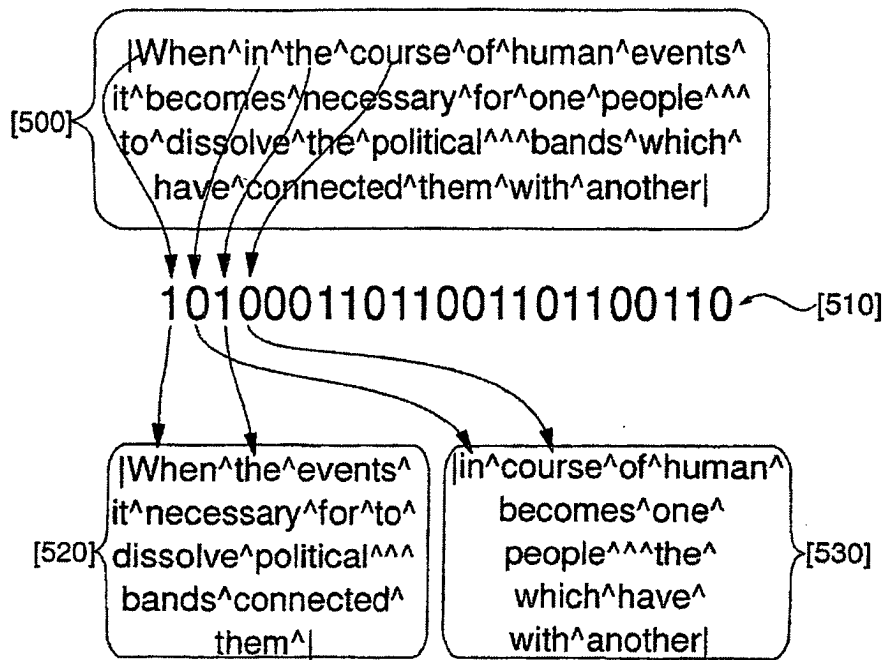 |When^in^the^course^of^human^events^
it^becomes^necessary^for^one^people^^^
[500]
to^dissolve^the^political^^^bands^which^
have^connected^them^with^another|
10100011011001101100110
[510]
|When^the^events^
it^necessary^for^to^
[520]
dissolve^political^^^
bands^connected^
them^|
|in^course^of^human^
becomes^one^
people^^^the^
[530]
which^have^
with^another|